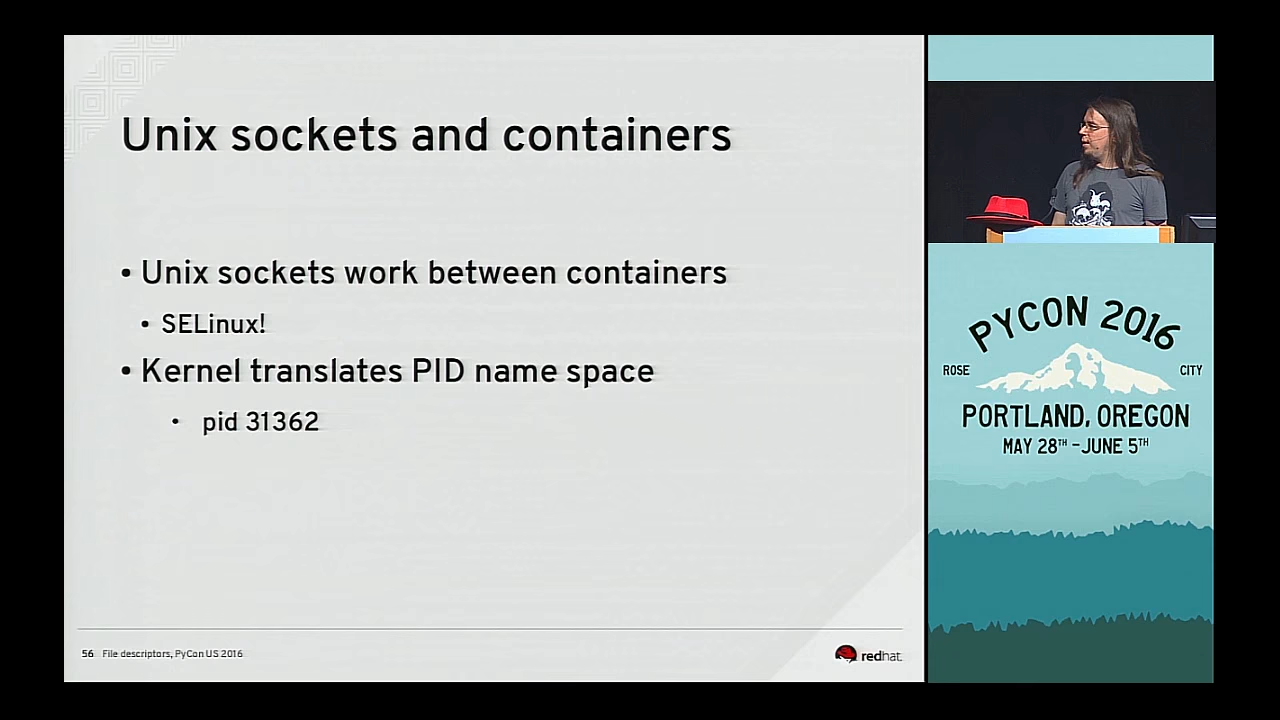 Unix sockets and containers
• Unix sockets work between containers
• SELinux!
• Kernel translates PID name space
• pid 31362
56 File descriptors, PyCon US 2016
redhat.
PYCON 2016
ROSE CITY
PORTLAND, OREGON
MAY 28TH - JUNE 5TH